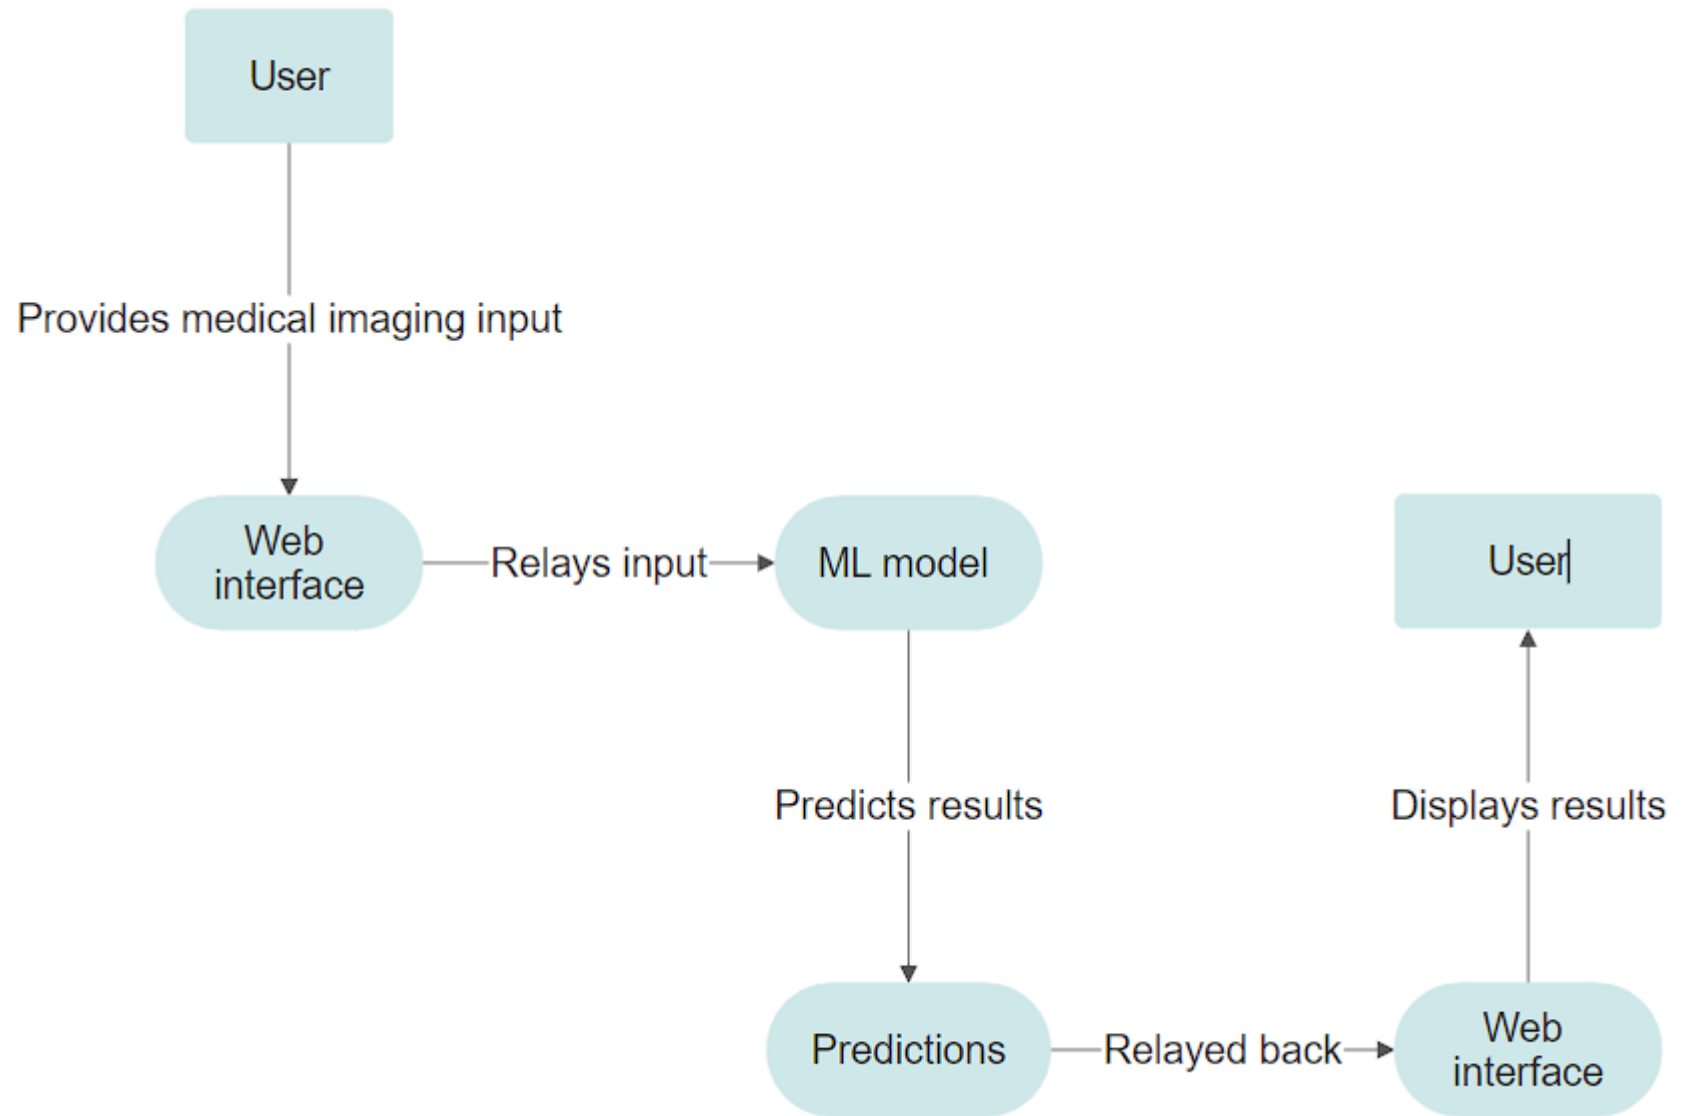 User
Provides medical imaging input
Web
interface
Relays input
ML model
Predicts results
Predictions
Relayed back
Web
interface
Displays results
User